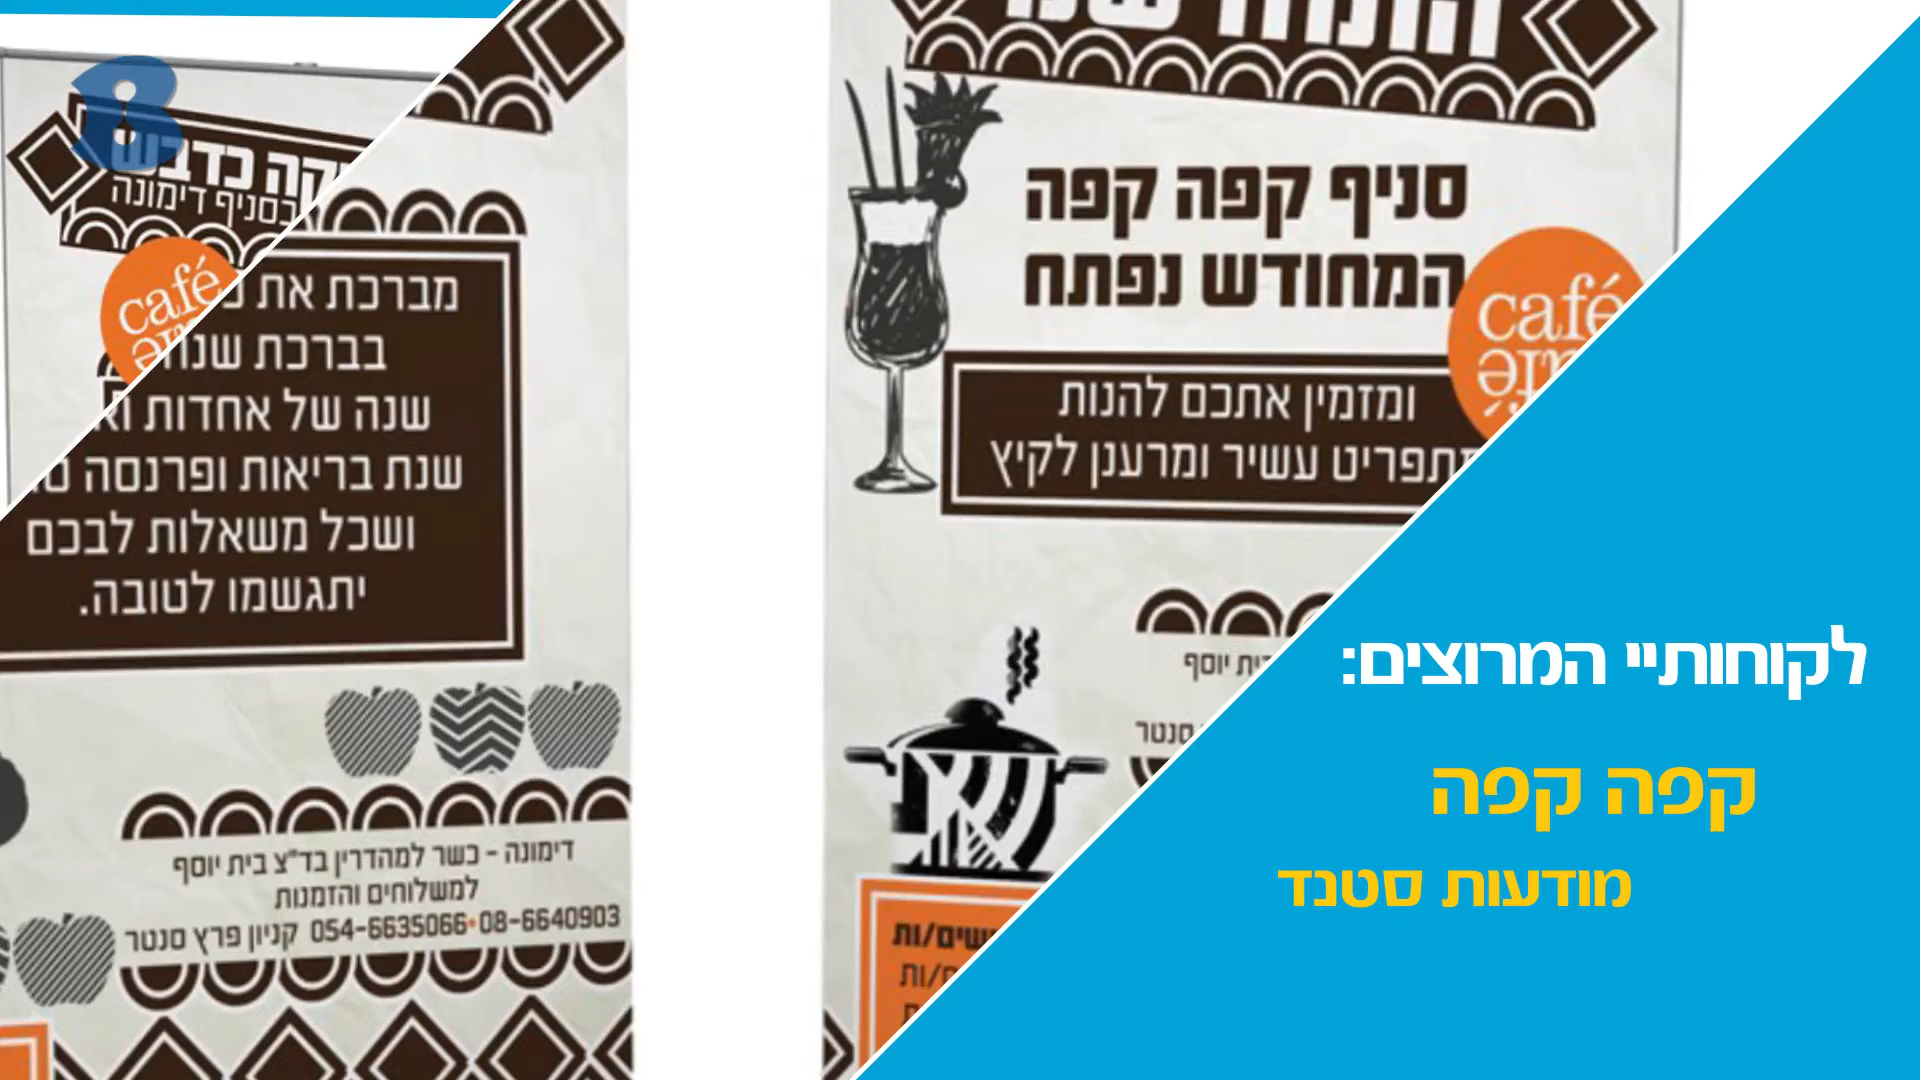 B
כדבש
בסניף דימונה
café
מברכת את
בברכת
שנה של אחדות
שנת בריאות ופרנסה
ושכל משאלות לבכם
יתגשמו לטובה.
דימונה - כשר למהדרין בד"צ בית יוסף
למשלוחים והזמנות
08-6640903•054-6635066 קניון פרץ סנטר
סניף קפה קפה
המחודש נפתח
café
ומזמין אתכם להנות
מתפריט עשיר ומרענן לקיץ
בית יוסף
סנטר
לקוחותיי המרוצים:
קפה קפה
מודעות סטנד